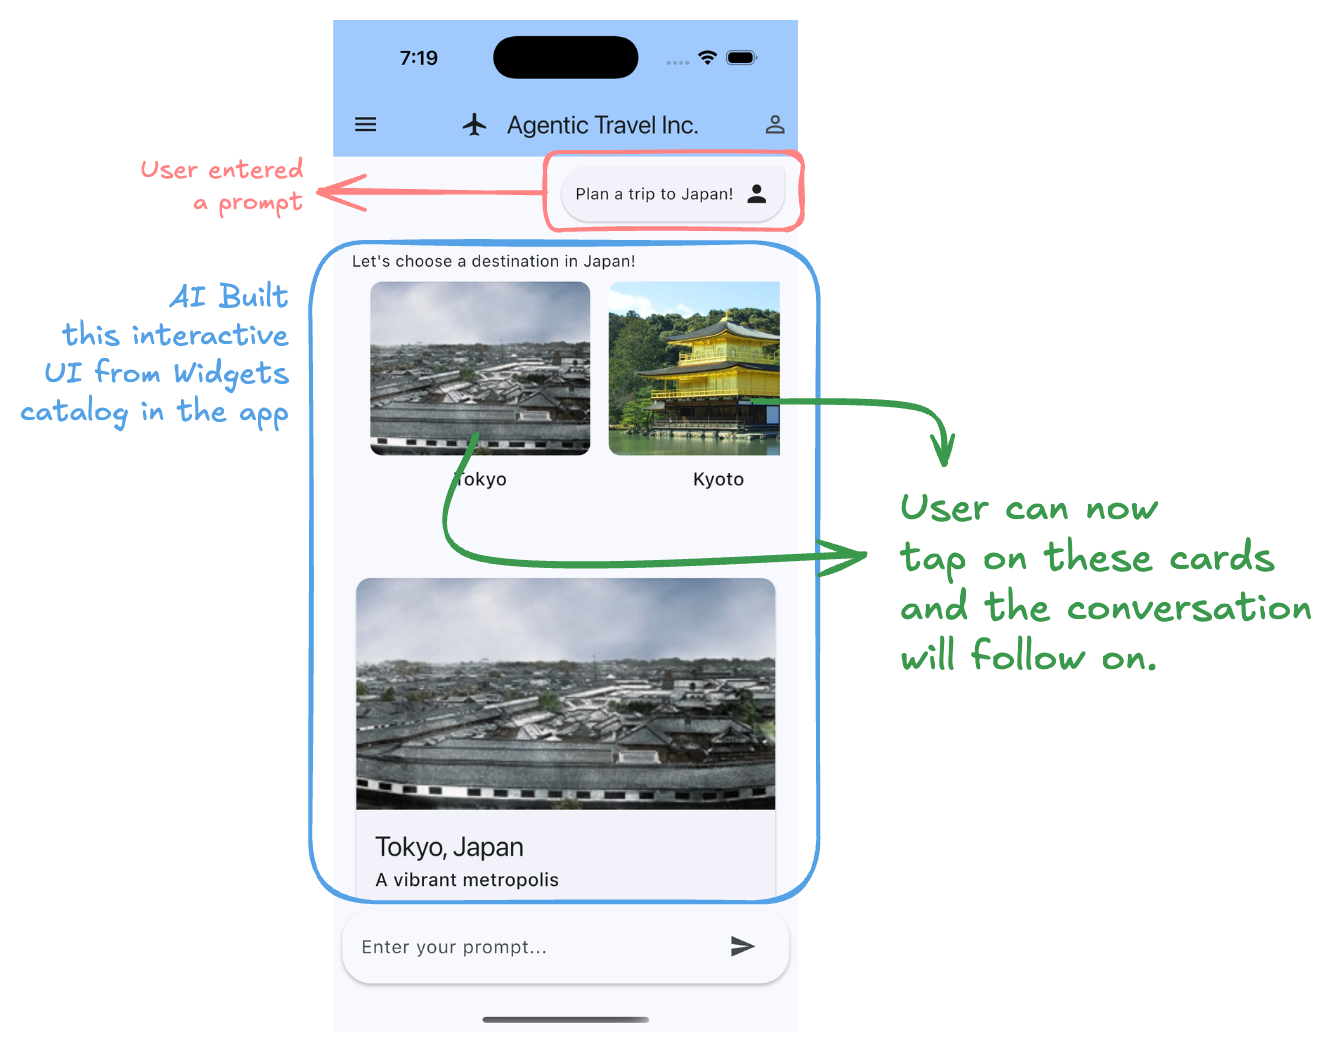 7:19
Agentic Travel Inc.
User entered
a prompt
Plan a trip to Japan!
AI Built
this interactive
UI from Widgets
catalog in the app
Let's choose a destination in Japan!
Tokyo
Kyoto
User can now
tap on these cards
and the conversation
will follow on.
Tokyo, Japan
A vibrant metropolis
Enter your prompt...